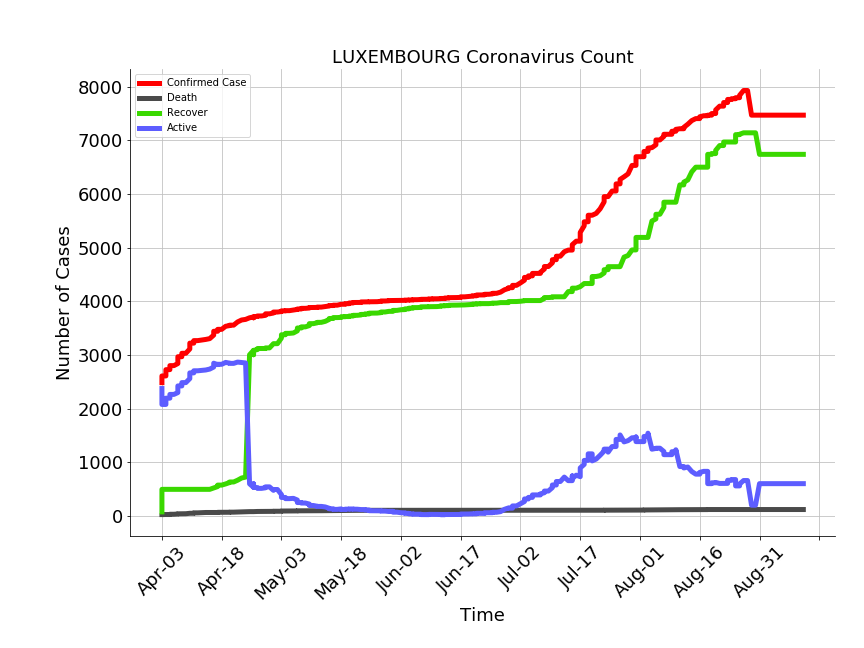 LUXEMBOURG Coronavirus Count
Confirmed Case
Death
Recover
Active
Number of Cases
8000
7000
6000
5000
4000
3000
2000
1000
0
Apr-03 Apr-18 May-03 May-18 Jun-02 Jun-17 Jul-02 Jul-17 Aug-01 Aug-16 Aug-31
Time